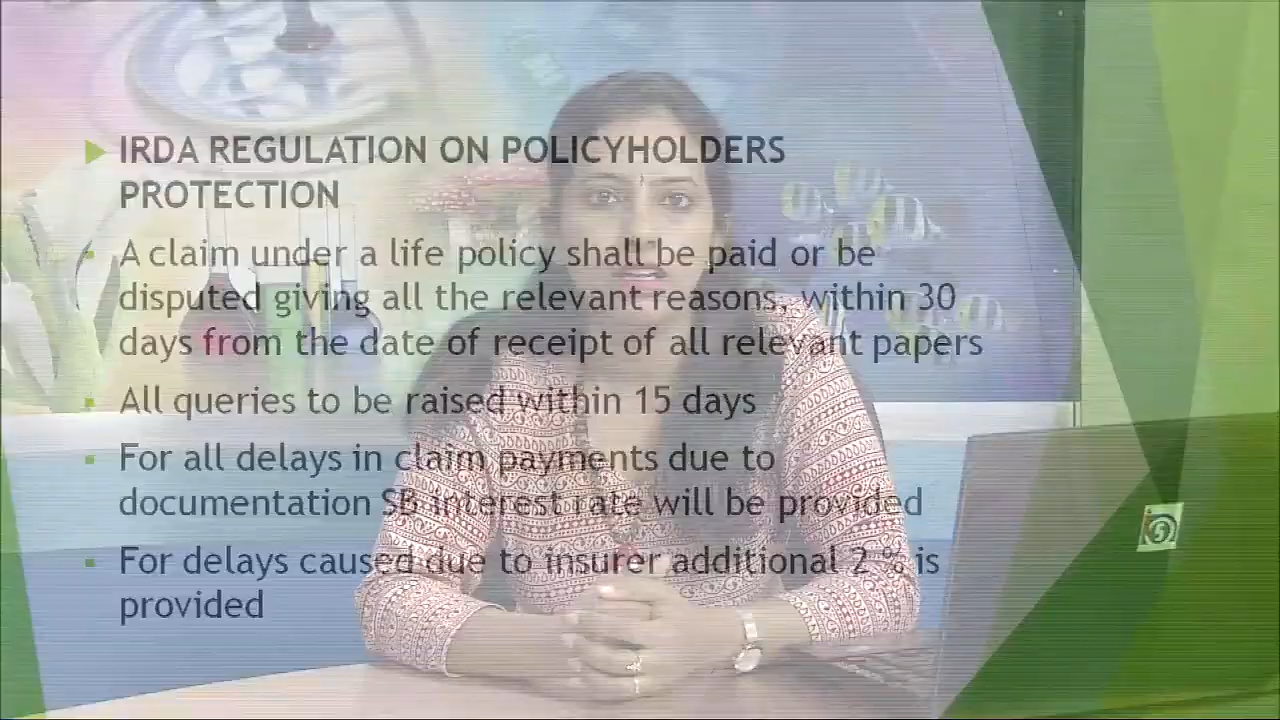 IRDA REGULATION ON POLICYHOLDERS
PROTECTION
A claim under a life policy shall be paid or be
disputed giving all the relevant reasons, within 30
days from the date of receipt of all relevant papers
All queries to be raised within 15 days
For all delays in claim payments due to
documentation SB interest rate will be provided
For delays caused due to insurer additional 2 % is
provided